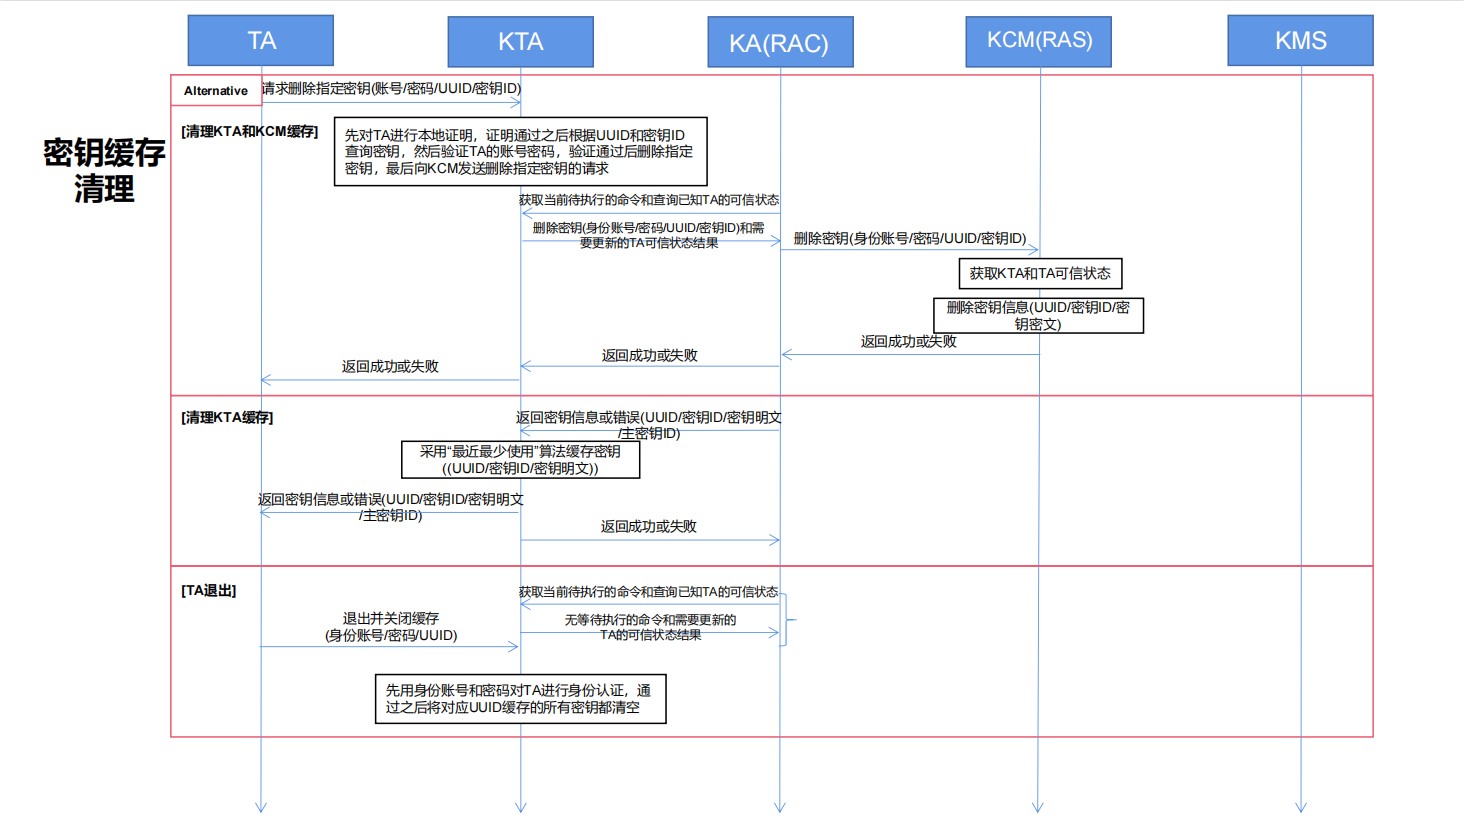 TA
KTA
KA(RAC)
KCM(RAS)
KMS
密钥缓存
清理
Alternative
请求删除指定密钥(账号/密码/UUID/密钥ID)
[清理KTA和KCM缓存]
先对TA进行本地证明，证明通过之后根据UUID和密钥ID
查询密钥，然后验证TA的账号密码，验证通过后删除指定
密钥，最后向KCM发送删除指定密钥的请求
获取当前待执行的命令和查询已知TA的可信状态
删除密钥(身份账号/密码/UUID/密钥ID)和需
要更新的TA可信状态结果
删除密钥(身份账号/密码/UUID/密钥ID)
获取KTA和TA可信状态
删除密钥信息(UUID/密钥ID/密
钥密文)
返回成功或失败
返回成功或失败
返回成功或失败
[清理KTA缓存]
返回密钥信息或错误(UUID/密钥ID/密钥明文
/主密钥ID)
采用“最近最少使用”算法缓存密钥
((UUID/密钥ID/密钥明文))
返回密钥信息或错误(UUID/密钥ID/密钥明文
/主密钥ID)
返回成功或失败
[TA退出]
获取当前待执行的命令和查询已知TA的可信状态
退出并关闭缓存
(身份账号/密码/UUID)
无等待执行的命令和需要更新的
TA的可信状态结果
先用身份账号和密码对TA进行身份认证，通
过之后将对应UUID缓存的所有密钥都清空